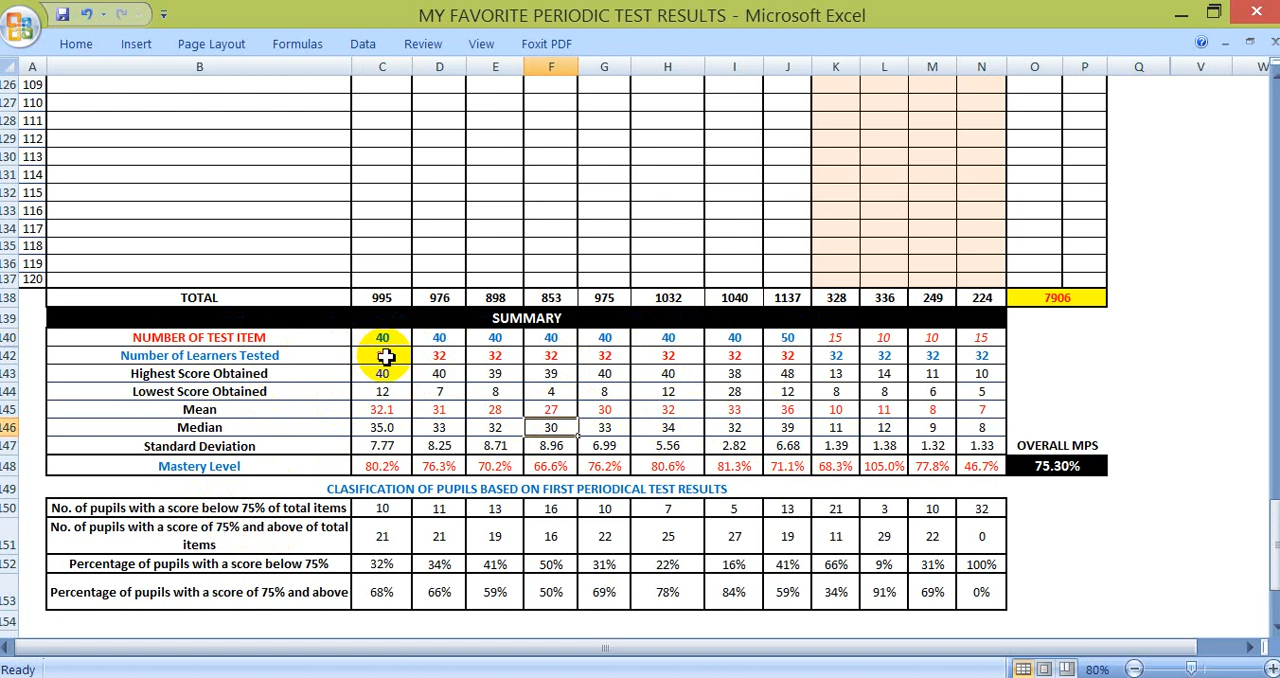 MY FAVORITE PERIODIC TEST RESULTS - Microsoft Excel
Home Insert Page Layout Formulas Data Review View Foxit PDF
A B C D E F G H I J K L M N O P Q V W
126 109
127 110
128 111
129 112
130 113
131 114
132 115
133 116
134 117
135 118
136 119
137 120
138 TOTAL 995 976 898 853 975 1032 1040 1137 328 336 249 224 7906
139 SUMMARY
140 NUMBER OF TEST ITEM 40 40 40 40 40 40 40 50 15 10 10 15
142 Number of Learners Tested 32 32 32 32 32 32 32 32 32 32 32
143 Highest Score Obtained 40 40 39 39 40 40 38 48 13 14 11 10
144 Lowest Score Obtained 12 7 8 4 8 12 28 12 8 8 6 5
145 Mean 32.1 31 28 27 30 32 33 36 10 11 8 7
146 Median 35.0 33 32 30 33 34 32 39 11 12 9 8
147 Standard Deviation 7.77 8.25 8.71 8.96 6.99 5.56 2.82 6.68 1.39 1.38 1.32 1.33 OVERALL MPS
148 Mastery Level 80.2% 76.3% 70.2% 66.6% 76.2% 80.6% 81.3% 71.1% 68.3% 105.0% 77.8% 46.7% 75.30%
149 CLASIFICATION OF PUPILS BASED ON FIRST PERIODICAL TEST RESULTS
150 No. of pupils with a score below 75% of total items 10 11 13 16 10 7 5 13 21 3 10 32
No. of pupils with a score of 75% and above of total
151 items 21 21 19 16 22 25 27 19 11 29 22 0
152 Percentage of pupils with a score below 75% 32% 34% 41% 50% 31% 22% 16% 41% 66% 9% 31% 100%
153 Percentage of pupils with a score of 75% and above 68% 66% 59% 50% 69% 78% 84% 59% 34% 91% 69% 0%
154
Ready 80%